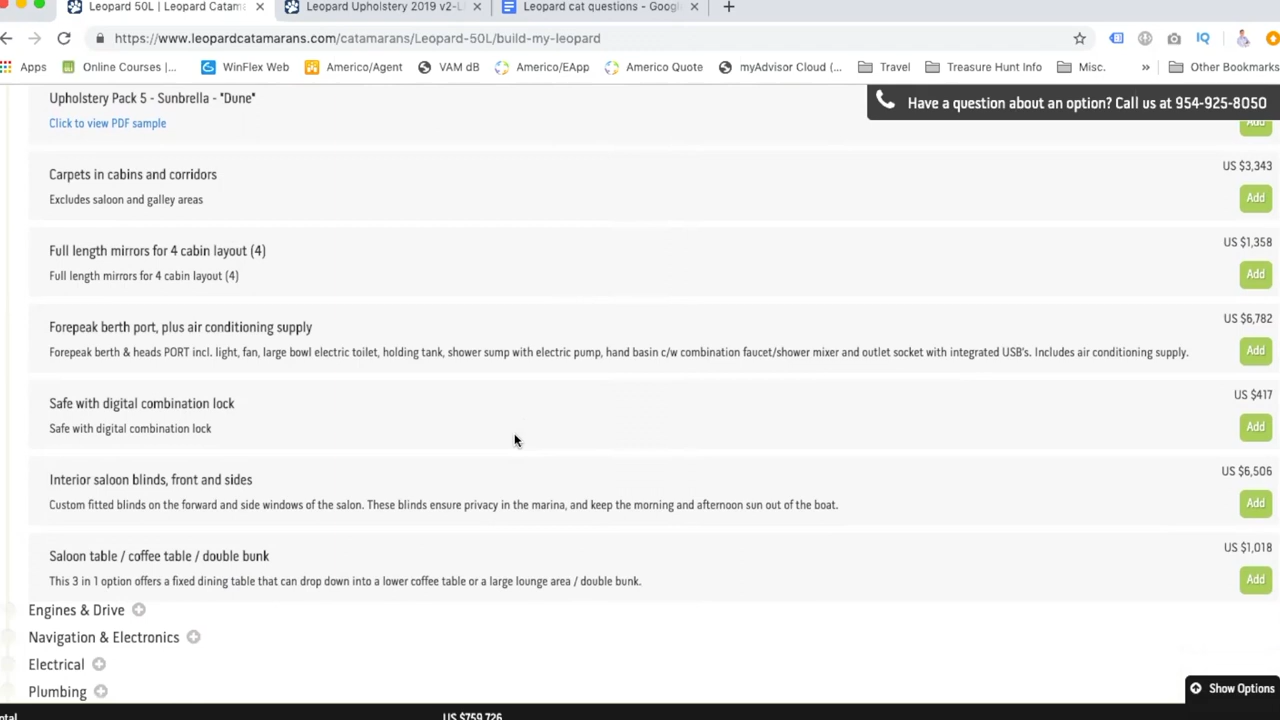 Leopard 50L | Leopard Catam
Leopard Upholstery 2019 v2-L
Leopard cat questions - Google
https://www.leopardcatamarans.com/catamarans/Leopard-50L/build-my-leopard
Apps
Online Courses |...
WinFlex Web
Americo/Agent
VAM dB
Americo/EApp
Americo Quote
myAdvisor Cloud (...
Travel
Treasure Hunt Info
Misc.
»
Other Bookmarks
Upholstery Pack 5 - Sunbrella - "Dune"
Click to view PDF sample
Have a question about an option? Call us at 954-925-8050
Add
Carpets in cabins and corridors
Excludes saloon and galley areas
US $3,343
Add
Full length mirrors for 4 cabin layout (4)
Full length mirrors for 4 cabin layout (4)
US $1,358
Add
Forepeak berth port, plus air conditioning supply
Forepeak berth & heads PORT incl. light, fan, large bowl electric toilet, holding tank, shower sump with electric pump, hand basin c/w combination faucet/shower mixer and outlet socket with integrated USB's. Includes air conditioning supply.
US $6,782
Add
Safe with digital combination lock
Safe with digital combination lock
US $417
Add
Interior saloon blinds, front and sides
Custom fitted blinds on the forward and side windows of the salon. These blinds ensure privacy in the marina, and keep the morning and afternoon sun out of the boat.
US $6,506
Add
Saloon table / coffee table / double bunk
This 3 in 1 option offers a fixed dining table that can drop down into a lower coffee table or a large lounge area / double bunk.
US $1,018
Add
Engines & Drive
Navigation & Electronics
Electrical
Plumbing
Show Options
otal
US $759,726